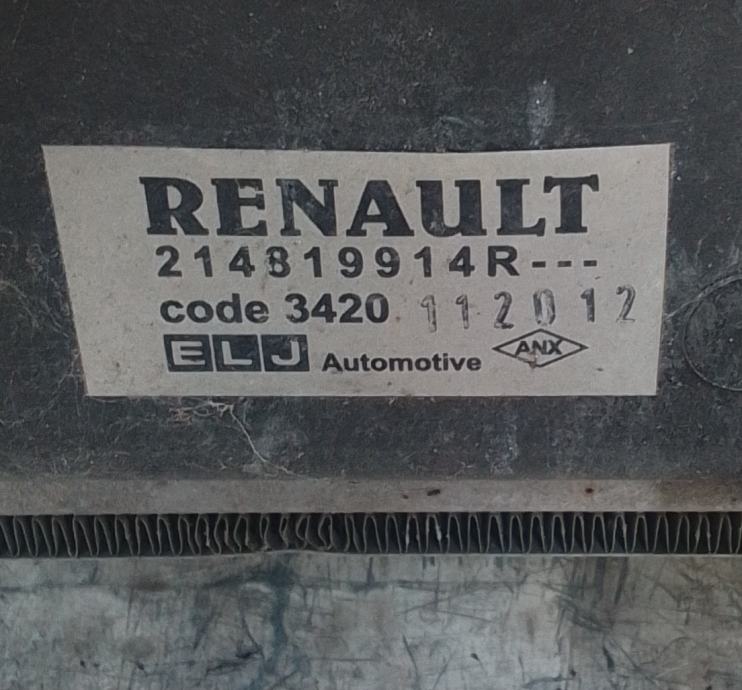 RENAULT
214819914R---
code 3420 112012
ELJ Automotive ANX